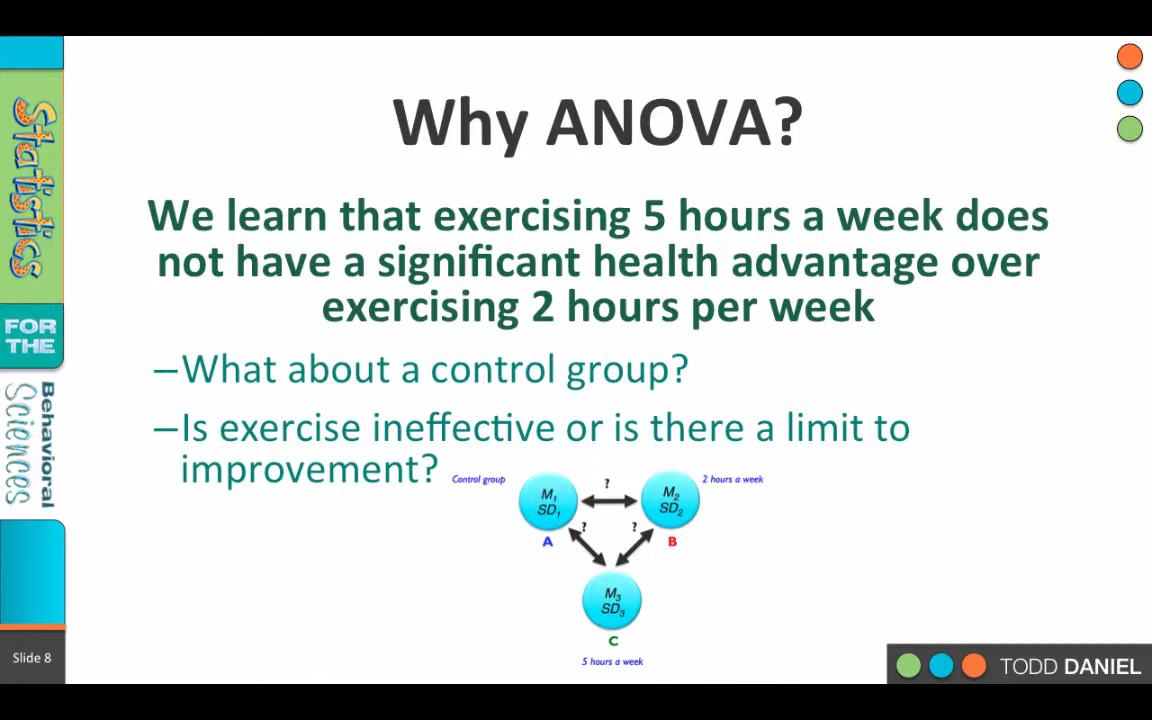 Statistics
FOR
THE
Behavioral
Sciences
Slide 8
Why ANOVA?
We learn that exercising 5 hours a week does
not have a significant health advantage over
exercising 2 hours per week
–What about a control group?
–Is exercise ineffective or is there a limit to
improvement?
Control group
M1
SD1
A
?
M2
SD2
B
2 hours a week
?
?
M3
SD3
C
5 hours a week
TODD DANIEL